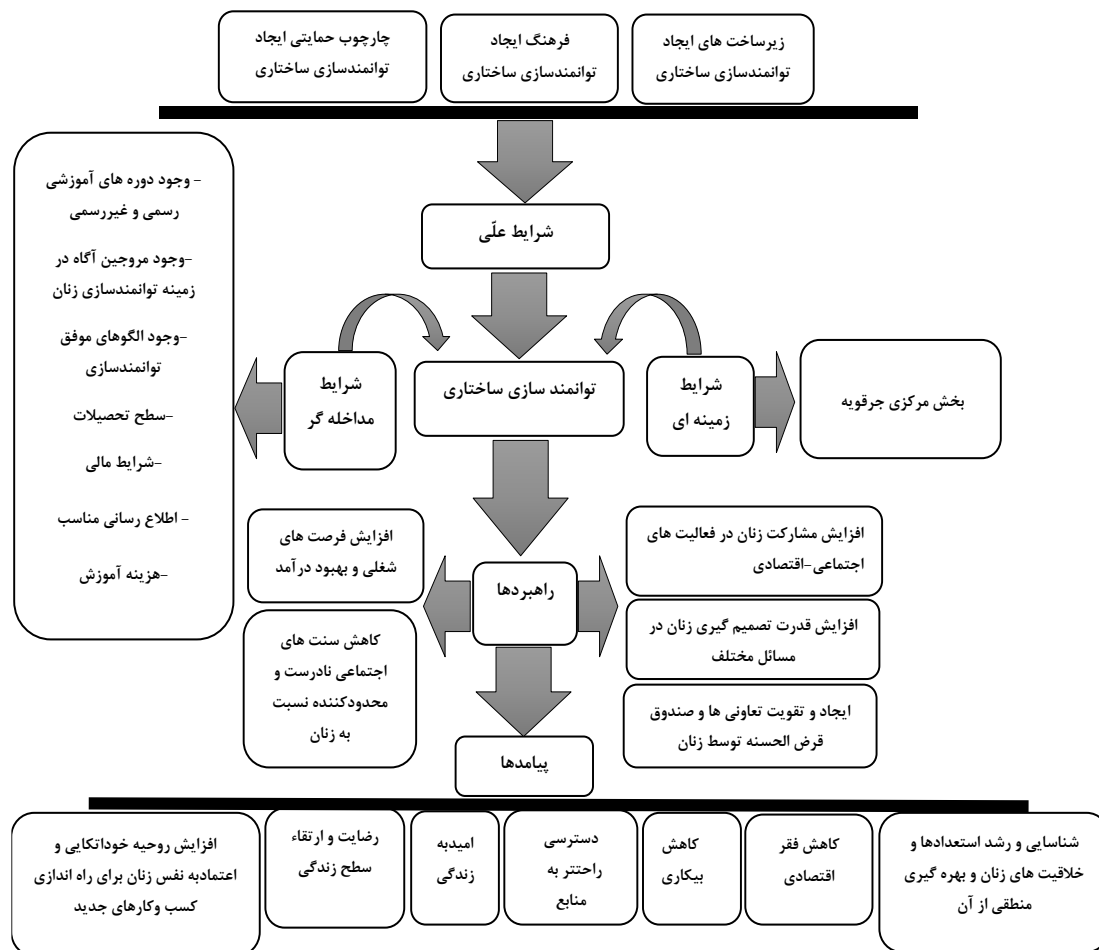 زیرساخت های ایجاد
توانمندسازی ساختاری
فرهنگ ایجاد
توانمندسازی ساختاری
چارچوب حمایتی ایجاد
توانمندسازی ساختاری
شرایط علّی
توانمند سازی ساختاری
شرایط
زمینه ای
بخش مرکزی جرقویه
شرایط
مداخله گر
- وجود دوره های آموزشی
رسمی و غیررسمی
-وجود مروجین آگاه در
زمینه توانمندسازی زنان
-وجود الگوهای موفق
توانمندسازی
-سطح تحصیلات
-شرایط مالی
- اطلاع رسانی مناسب
-هزینه آموزش
راهبردها
افزایش مشارکت زنان در فعالیت های
اجتماعی-اقتصادی
افزایش قدرت تصمیم گیری زنان در
مسائل مختلف
ایجاد و تقویت تعاونی ها و صندوق
قرض الحسنه توسط زنان
افزایش فرصت های
شغلی و بهبود درآمد
کاهش سنت های
اجتماعی نادرست و
محدودکننده نسبت
به زنان
پیامدها
شناسایی و رشد استعدادها و
خلاقیت های زنان و بهره گیری
منطقی از آن
کاهش فقر
اقتصادی
کاهش
بیکاری
دسترسی
راحتتر به
منابع
امیدبه
زندگی
رضایت و ارتقاء
سطح زندگی
افزایش روحیه خوداتکایی و
اعتمادبه نفس زنان برای راه اندازی
کسب وکارهای جدید